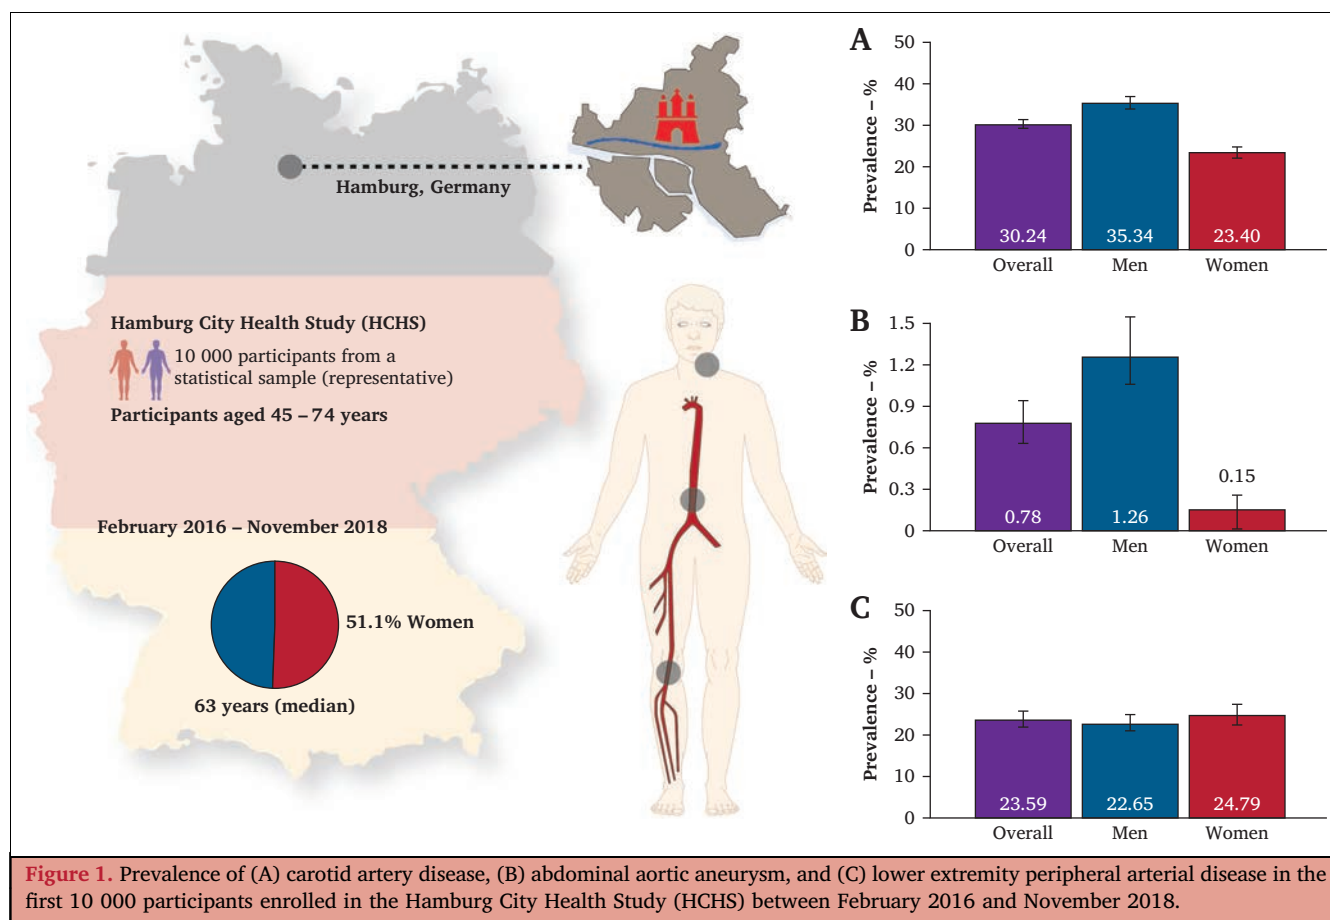 Hamburg, Germany
Hamburg City Health Study (HCHS)
10 000 participants from a
statistical sample (representative)
Participants aged 45 – 74 years
February 2016 – November 2018
51.1% Women
63 years (median)
A
Prevalence – %
50
40
30
20
10
0
30.24
35.34
23.40
Overall
Men
Women
B
Prevalence – %
1.5
1.2
0.9
0.6
0.3
0
0.78
1.26
0.15
Overall
Men
Women
C
Prevalence – %
50
40
30
20
10
0
23.59
22.65
24.79
Overall
Men
Women
Figure 1. Prevalence of (A) carotid artery disease, (B) abdominal aortic aneurysm, and (C) lower extremity peripheral arterial disease in the
first 10 000 participants enrolled in the Hamburg City Health Study (HCHS) between February 2016 and November 2018.